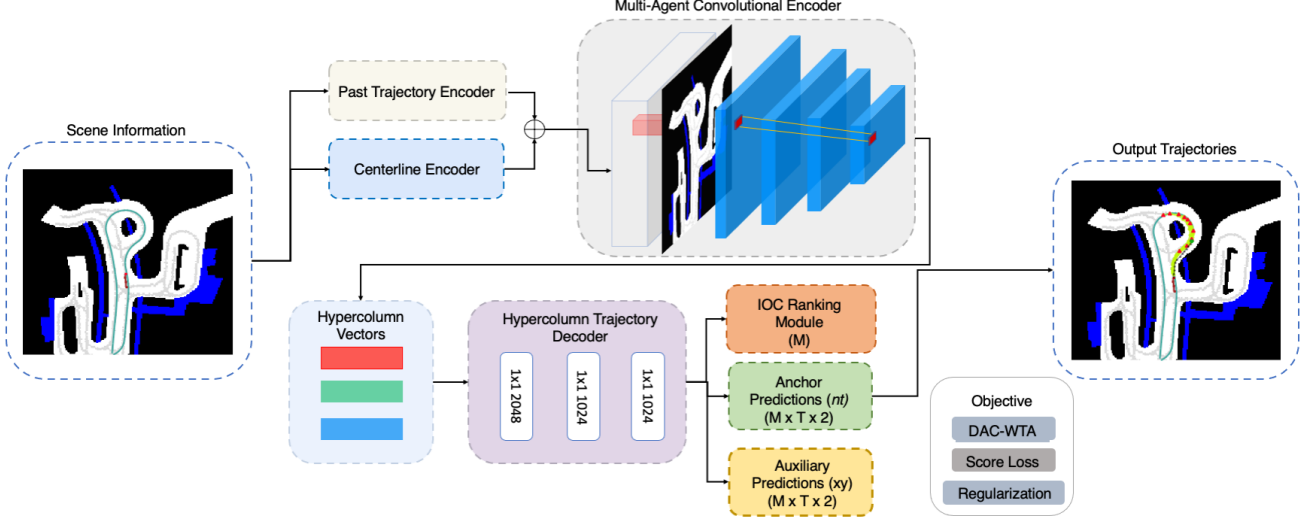 Multi-Agent Convolutional Encoder
Scene Information
Past Trajectory Encoder
Centerline Encoder
Output Trajectories
Hypercolumn
Vectors
Hypercolumn Trajectory
Decoder
1x1 2048
1x1 1024
1x1 1024
IOC Ranking
Module
(M)
Anchor
Predictions (nt)
(M x T x 2)
Auxiliary
Predictions (xy)
(M x T x 2)
Objective
DAC-WTA
Score Loss
Regularization